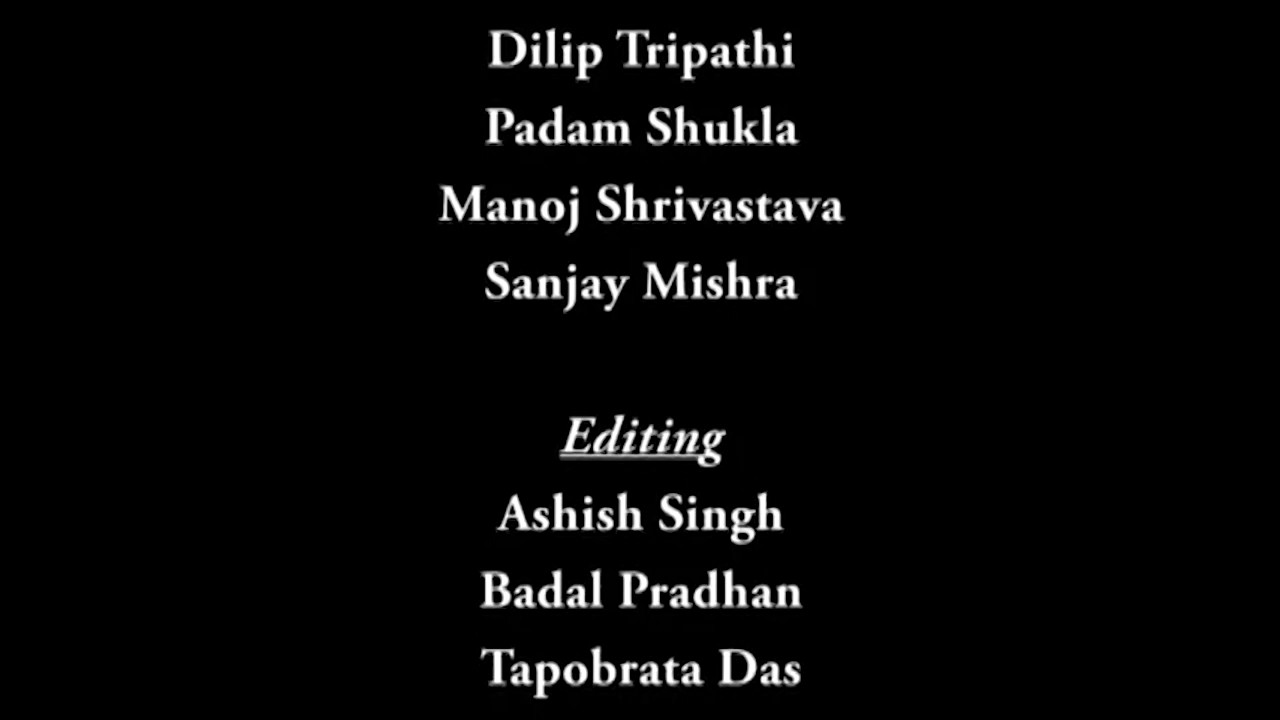 Dilip Tripathi
Padam Shukla
Manoj Shrivastava
Sanjay Mishra
Editing
Ashish Singh
Badal Pradhan
Tapobrata Das